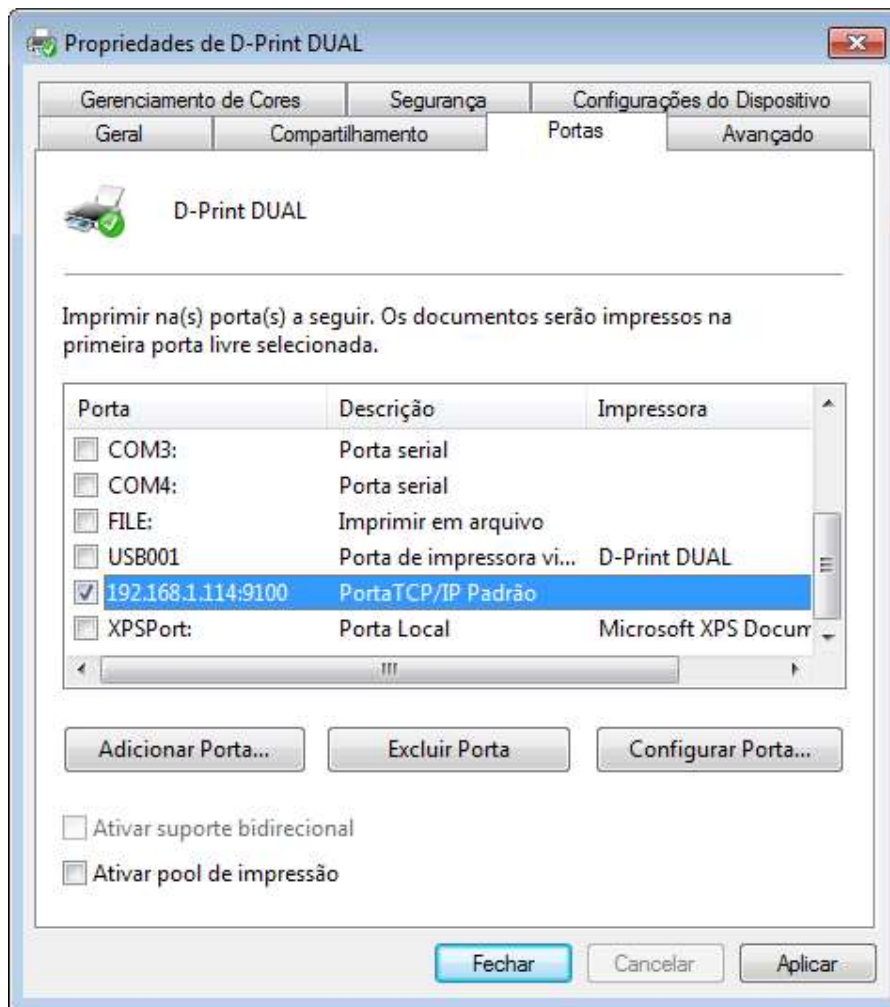 Propriedades de D-Print DUAL
Gerenciamento de Cores Segurança Configurações do Dispositivo
Geral Compartilhamento Portas Avançado
D-Print DUAL
Imprimir na(s) porta(s) a seguir. Os documentos serão impressos na
primeira porta livre selecionada.
Porta Descrição Impressora
COM3: Porta serial
COM4: Porta serial
FILE: Imprimir em arquivo
USB001 Porta de impressora vi... D-Print DUAL
192.168.1.114:9100 PortaTCP/IP Padrão
XPSPort: Porta Local Microsoft XPS Docum
Adicionar Porta... Excluir Porta Configurar Porta...
Ativar suporte bidirecional
Ativar pool de impressão
Fechar Cancelar Aplicar